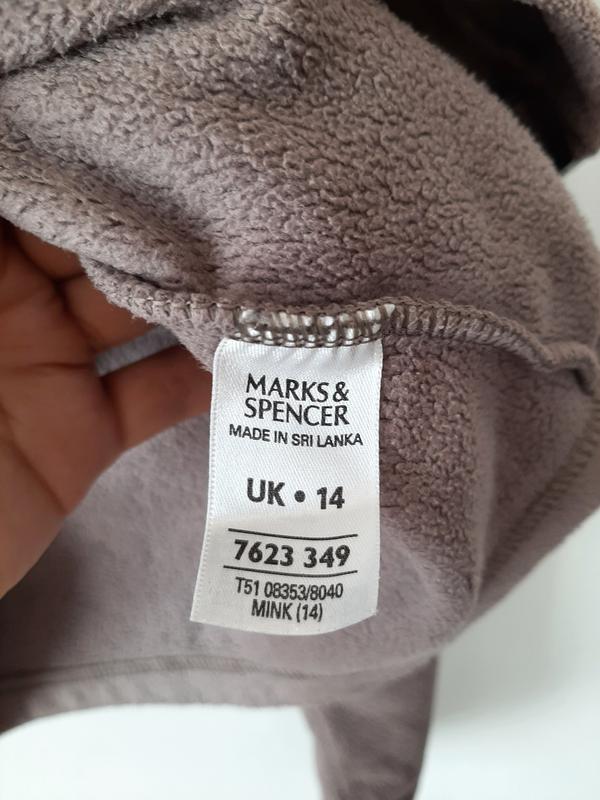 MARKS &
SPENCER
MADE IN SRI LANKA
UK • 14
7623 349
T51 08353/8040
MINK (14)